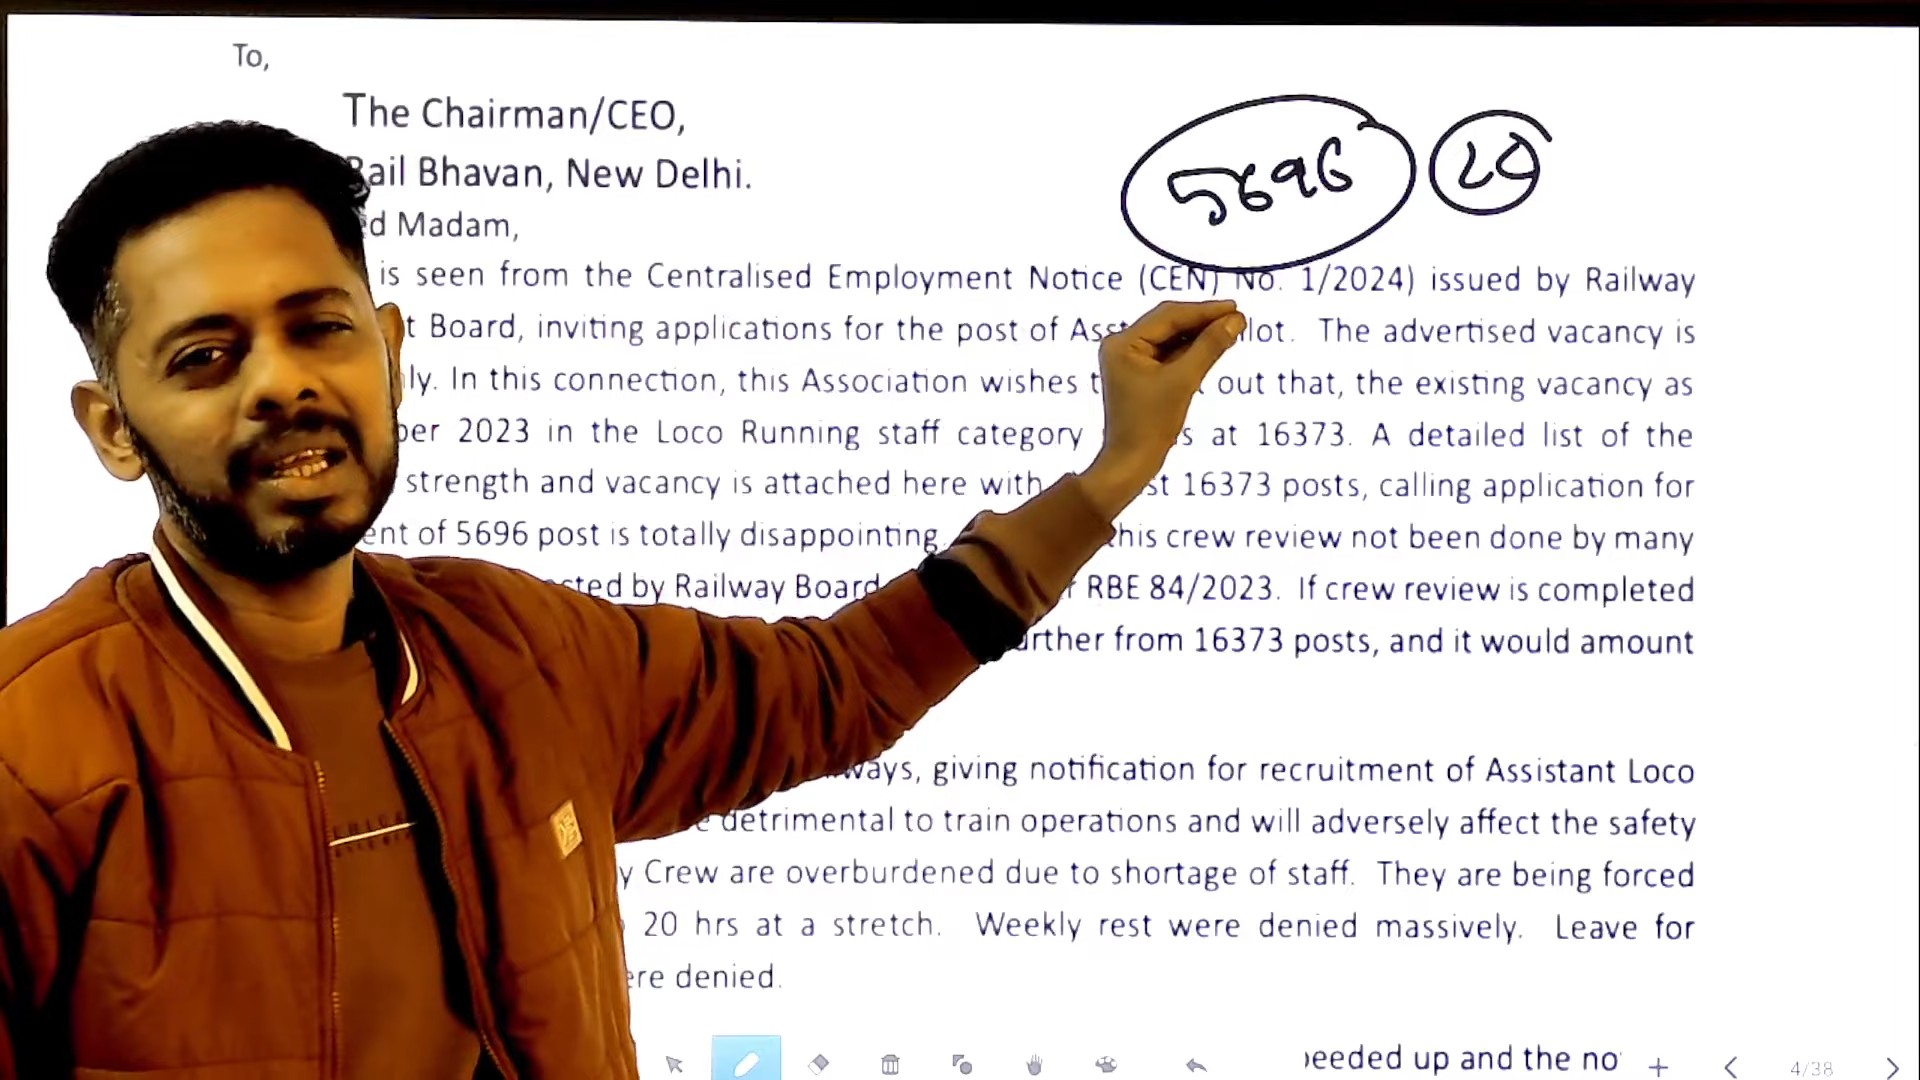 To,
The Chairman/CEO,
Rail Bhavan, New Delhi.
5696
d Madam,
is seen from the Centralised Employment Notice (CEN) No. 1/2024) issued by Railway
t Board, inviting applications for the post of Asst lot. The advertised vacancy is
ly. In this connection, this Association wishes t out that, the existing vacancy as
ber 2023 in the Loco Running staff category s at 16373. A detailed list of the
strength and vacancy is attached here with st 16373 posts, calling application for
ent of 5696 post is totally disappointing. this crew review not been done by many
sted by Railway Board RBE 84/2023. If crew review is completed
urther from 16373 posts, and it would amount
ways, giving notification for recruitment of Assistant Loco
e detrimental to train operations and will adversely affect the safety
y Crew are overburdened due to shortage of staff. They are being forced
20 hrs at a stretch. Weekly rest were denied massively. Leave for
ere denied.
eeded up and the no
4/38